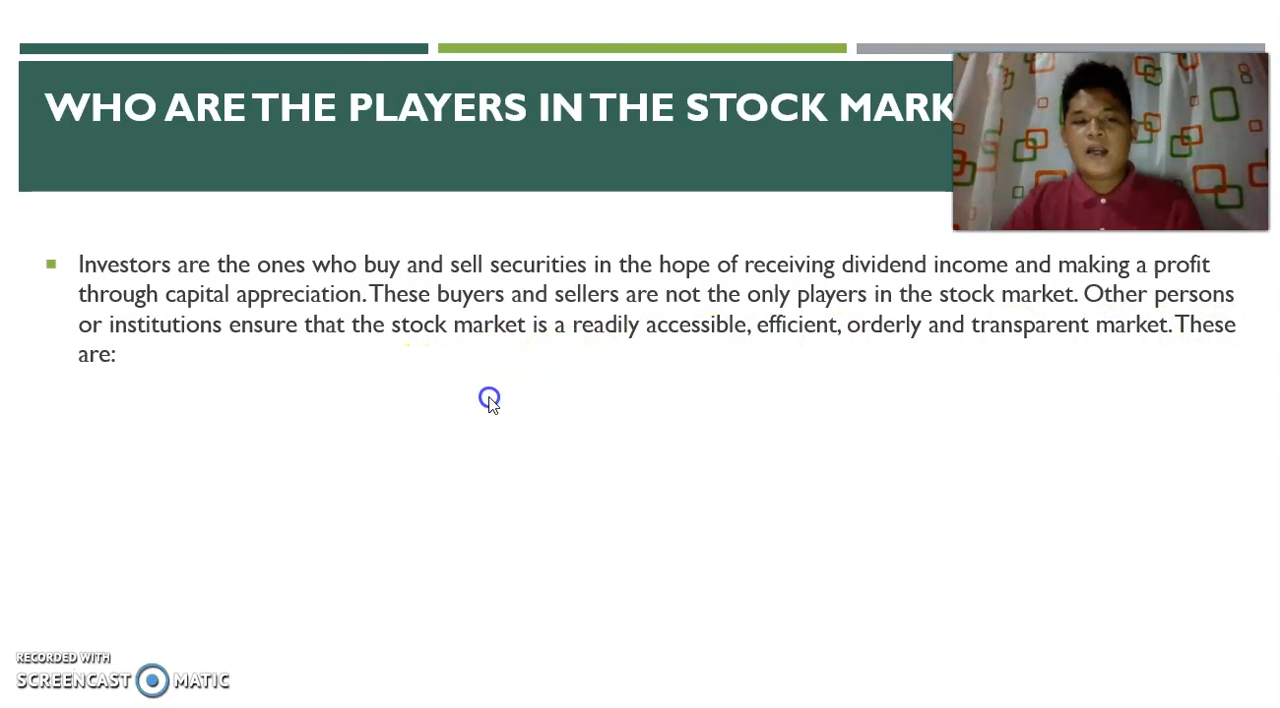 WHO ARE THE PLAYERS IN THE STOCK MARK
Investors are the ones who buy and sell securities in the hope of receiving dividend income and making a profit
through capital appreciation. These buyers and sellers are not the only players in the stock market. Other persons
or institutions ensure that the stock market is a readily accessible, efficient, orderly and transparent market. These
are:
RECORDED WITH
SCREENCAST MATIC